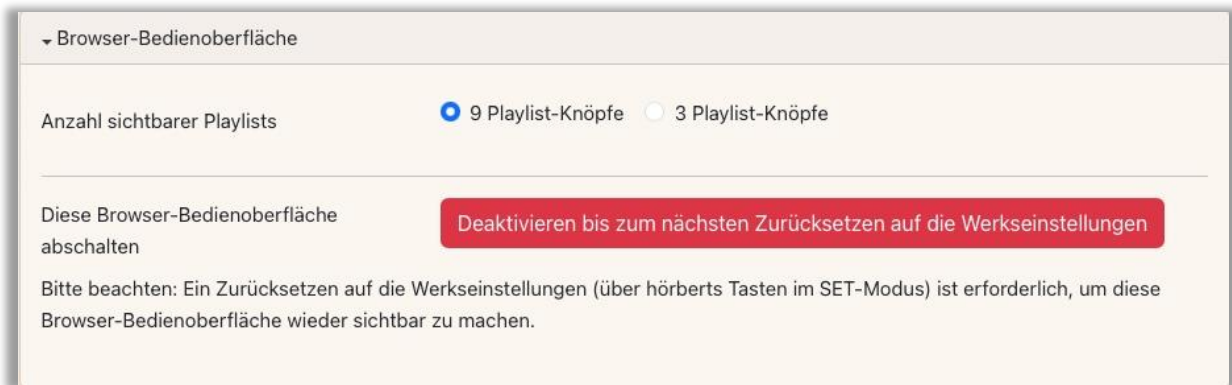 Browser-Bedienoberfläche
Anzahl sichtbarer Playlists
9 Playlist-Knöpfe 3 Playlist-Knöpfe
Diese Browser-Bedienoberfläche
abschalten
Deaktivieren bis zum nächsten Zurücksetzen auf die Werkseinstellungen
Bitte beachten: Ein Zurücksetzen auf die Werkseinstellungen (über hörberts Tasten im SET-Modus) ist erforderlich, um diese
Browser-Bedienoberfläche wieder sichtbar zu machen.